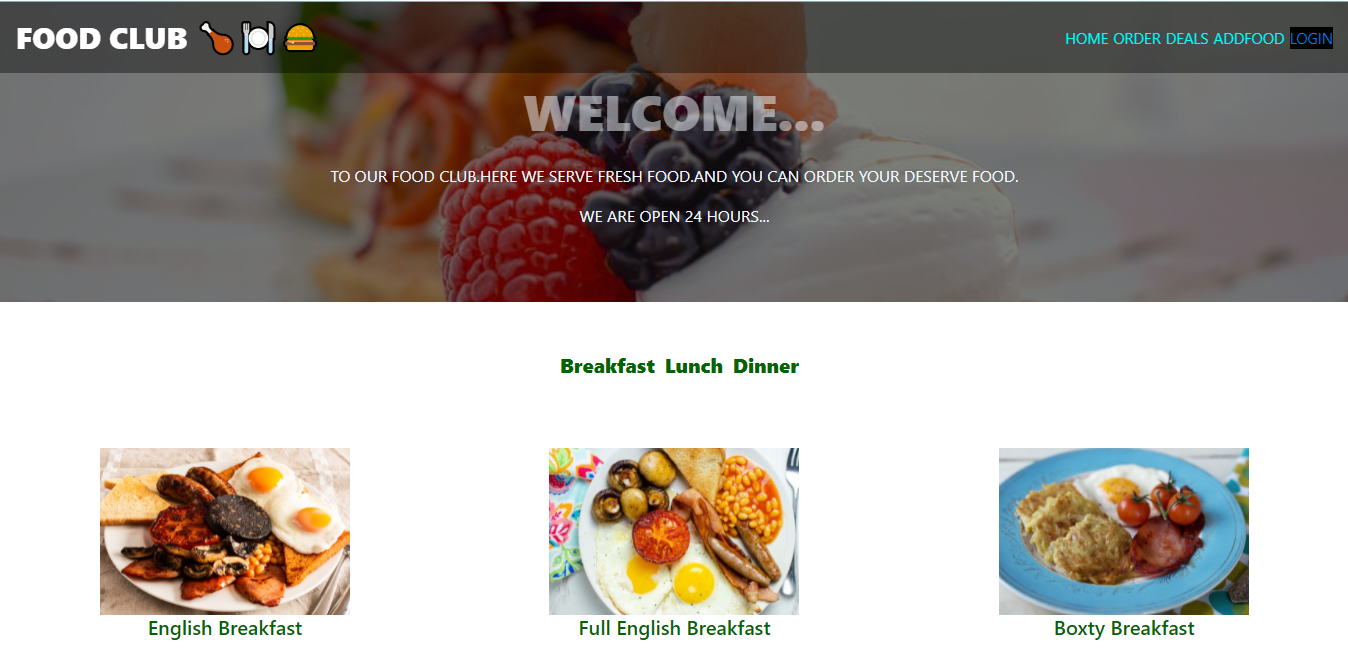 FOOD CLUB 🍗 🍽 🍔
HOME ORDER DEALS ADDFOOD LOGIN
WELCOME...
TO OUR FOOD CLUB.HERE WE SERVE FRESH FOOD.AND YOU CAN ORDER YOUR DESERVE FOOD.
WE ARE OPEN 24 HOURS...
Breakfast Lunch Dinner
English Breakfast
Full English Breakfast
Boxty Breakfast